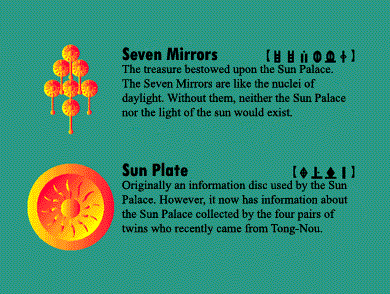 Seven Mirrors
The treasure bestowed upon the Sun Palace.
The Seven Mirrors are like the nuclei of
daylight. Without them, neither the Sun Palace
nor the light of the sun would exist.
Sun Plate
Originally an information disc used by the Sun
Palace. However, it now has information about
the Sun Palace collected by the four pairs of
twins who recently came from Tong-Nou.